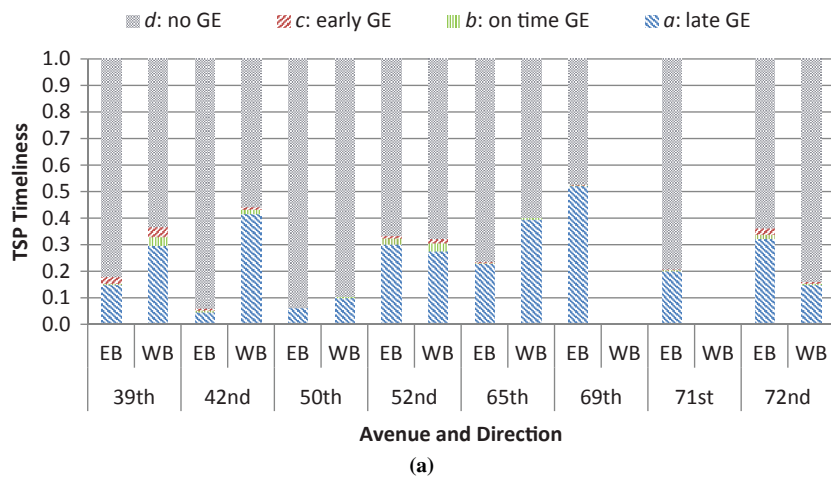 d: no GE c: early GE b: on time GE a: late GE
1.0
0.9
0.8
0.7
0.6
0.5
0.4
0.3
0.2
0.1
0.0
TSP Timeliness
EB WB EB WB EB WB EB WB EB WB EB WB EB WB EB WB
39th 42nd 50th 52nd 65th 69th 71st 72nd
Avenue and Direction
(a)